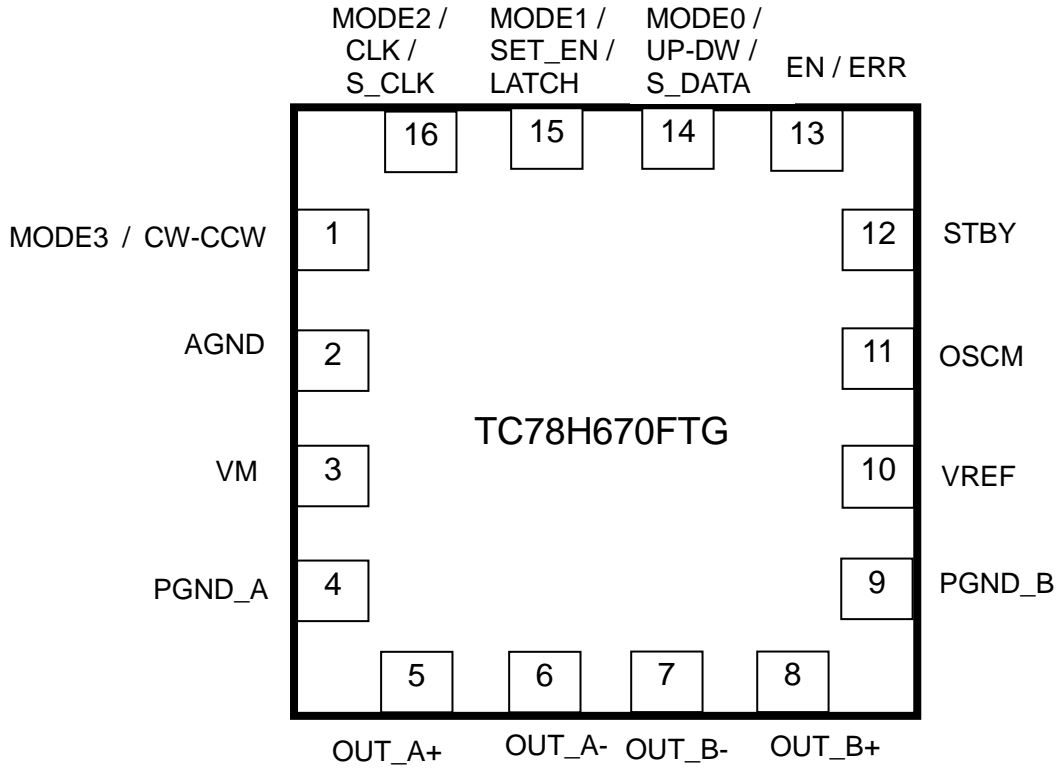 MODE2 /
CLK /
S_CLK
MODE1 /
SET_EN /
LATCH
MODE0 /
UP-DW /
S_DATA
EN / ERR
16
15
14
13
MODE3 / CW-CCW
1
12
STBY
AGND
2
11
OSCM
TC78H670FTG
VM
3
10
VREF
PGND_A
4
9
PGND_B
5
6
7
8
OUT_A+
OUT_A-
OUT_B-
OUT_B+